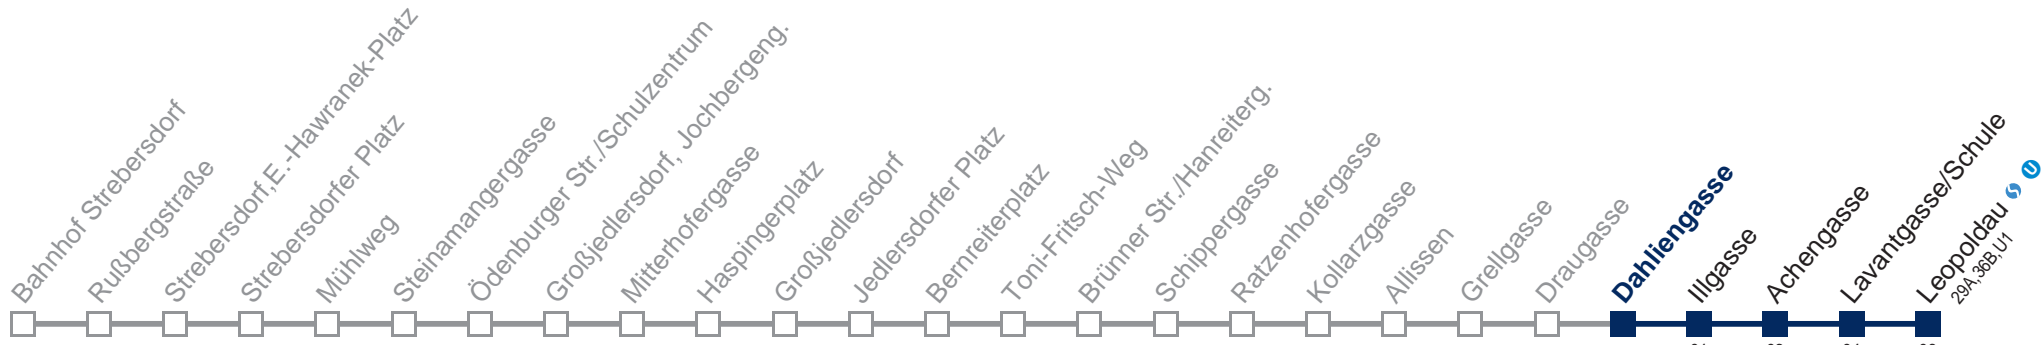 Bahnhof Strebersdorf
Rußbergstraße
Strebersdorf,E.-Hawranek-Platz
Strebersdorfer Platz
Mühlweg
Steinamangergasse
Ödenburger Str./Schulzentrum
Großjedlersdorf, Jochbergeng.
Mitterhofergasse
Haspingerplatz
Großjedlersdorf
Jedlersdorfer Platz
Bernreiterplatz
Toni-Fritsch-Weg
Brünner Str./Hanreiterg.
Schippergasse
Ratzenhofergasse
Kollarzgasse
Allissen
Grellgasse
Draugasse
Dahliengasse
Illgasse
Achengasse
Lavantgasse/Schule
Leopoldau S U
29A,36B,U1